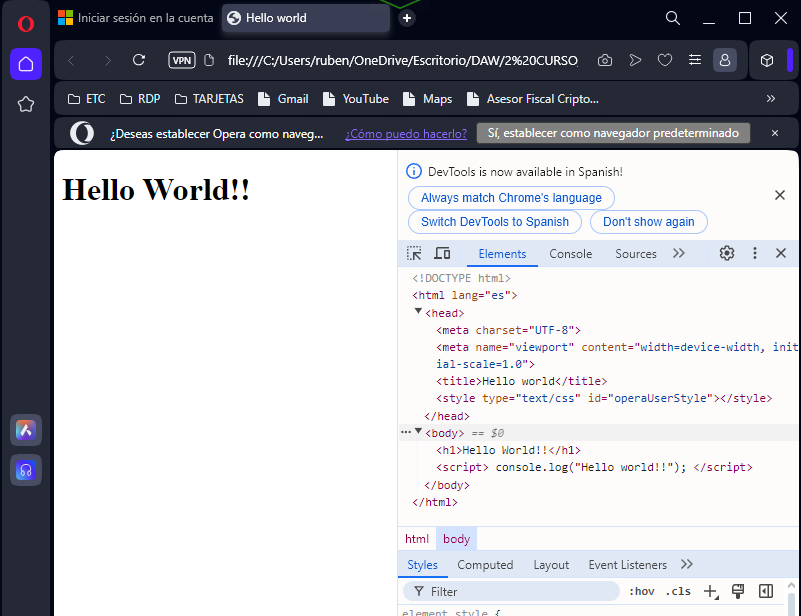 Iniciar sesión en la cuenta
Hello world
VPN
file:///C:/Users/ruben/OneDrive/Escritorio/DAW/2%20CURSO
ETC
RDP
TARJETAS
Gmail
YouTube
Maps
Asesor Fiscal Cripto...
¿Deseas establecer Opera como naveg...
¿Cómo puedo hacerlo?
Sí, establecer como navegador predeterminado
Hello World!!
DevTools is now available in Spanish!
Always match Chrome's language
Switch DevTools to Spanish
Don't show again
Elements
Console
Sources
<!DOCTYPE html>
<html lang="es">
<head>
<meta charset="UTF-8">
<meta name="viewport" content="width=device-width, init
ial-scale=1.0">
<title>Hello world</title>
<style type="text/css" id="operaUserStyle"></style>
</head>
<body> == $0
<h1>Hello World!!</h1>
<script> console.log("Hello world!!"); </script>
</body>
</html>
html
body
Styles
Computed
Layout
Event Listeners
Filter
:hov
.cls
element.style {